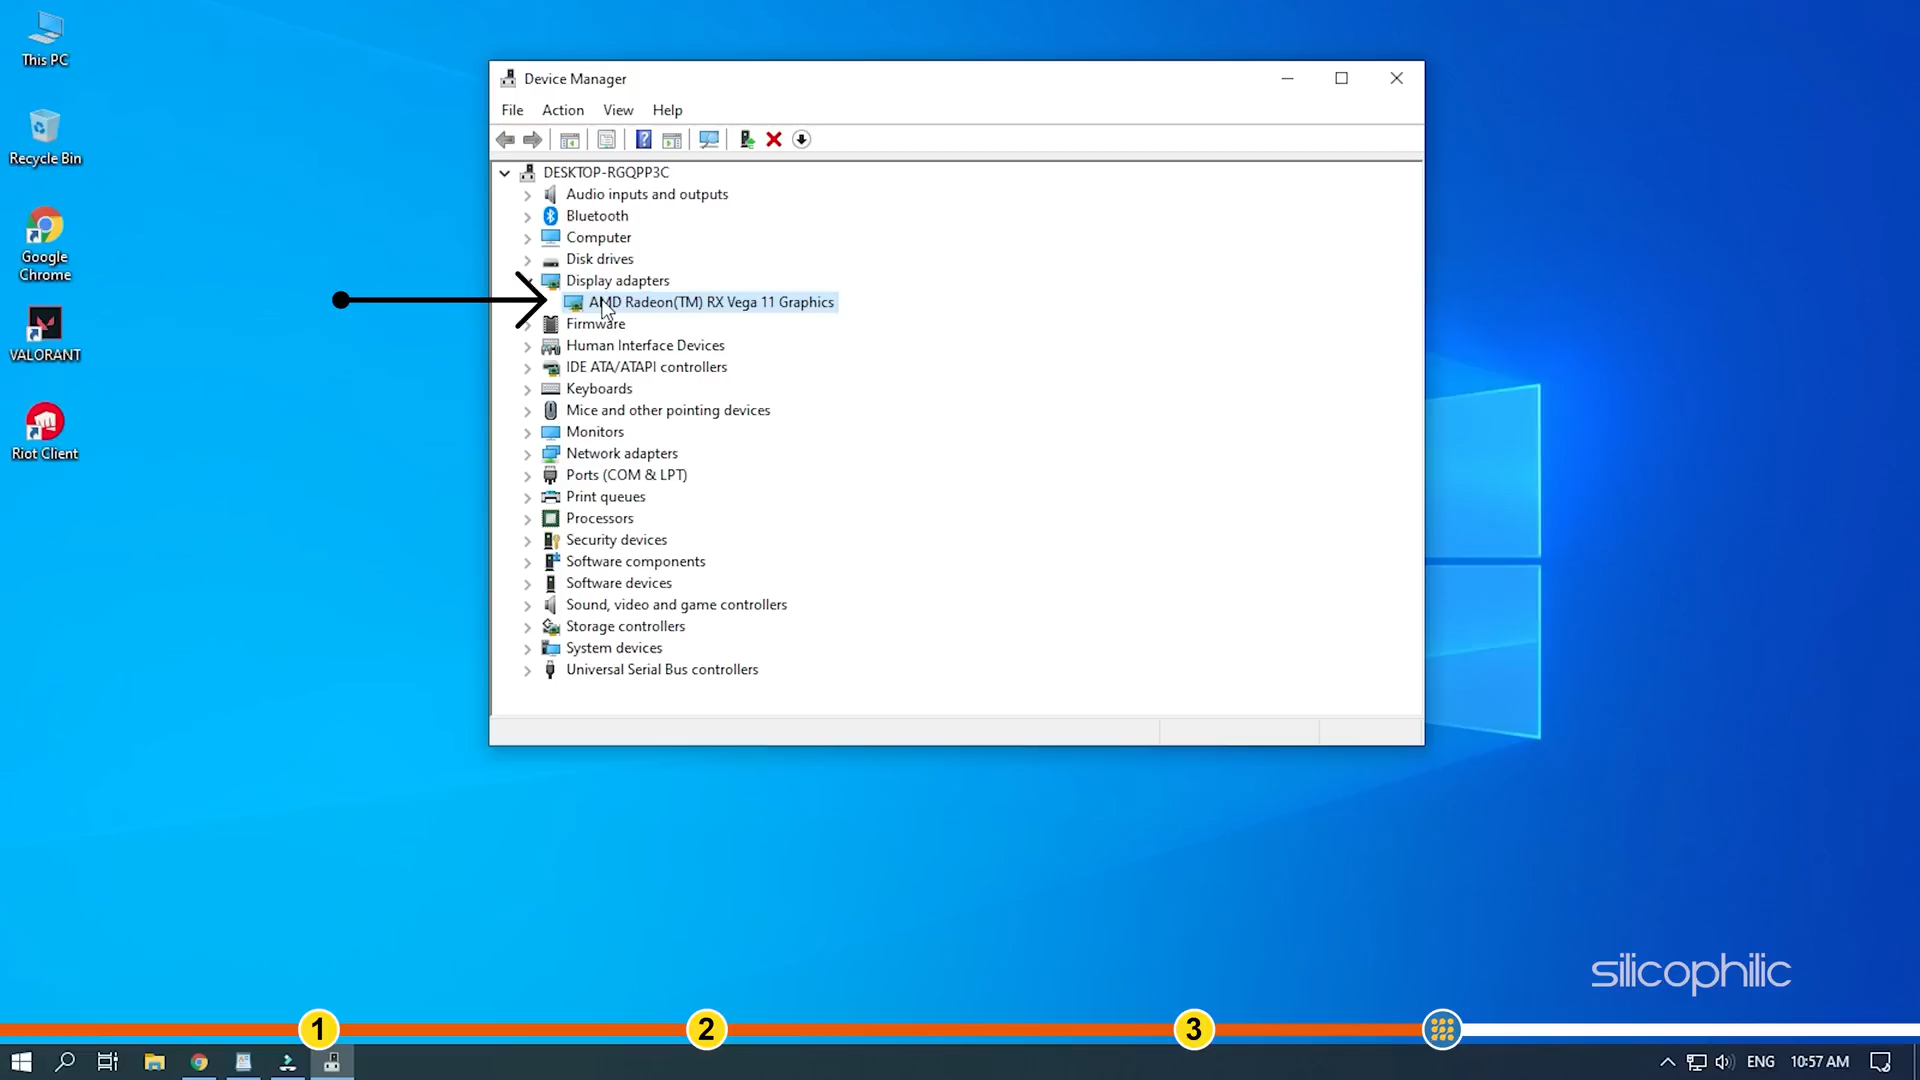 This PC
Recycle Bin
Google
Chrome
VALORANT
Riot Client
Device Manager
File Action View Help
DESKTOP-RGQPP3C
Audio inputs and outputs
Bluetooth
Computer
Disk drives
Display adapters
AMD Radeon(TM) RX Vega 11 Graphics
Firmware
Human Interface Devices
IDE ATA/ATAPI controllers
Keyboards
Mice and other pointing devices
Monitors
Network adapters
Ports (COM & LPT)
Print queues
Processors
Security devices
Software components
Software devices
Sound, video and game controllers
Storage controllers
System devices
Universal Serial Bus controllers
silicophilic
1 2 3
ENG 10:57 AM